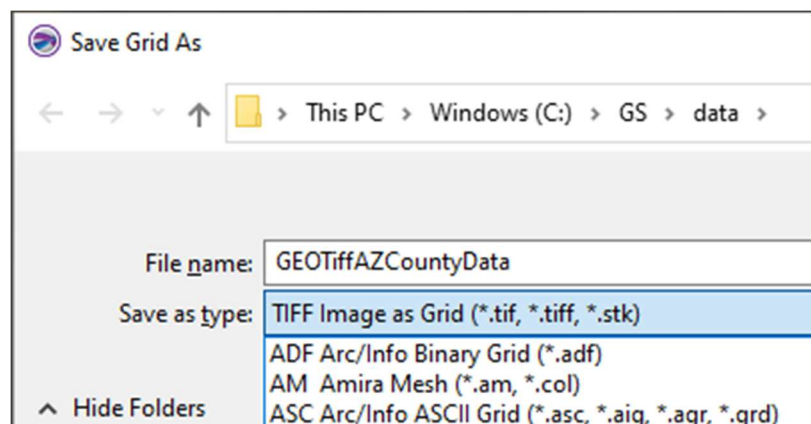 Save Grid As
This PC > Windows (C:) > GS > data >
File name: GEOTiffAZCountyData
Save as type: TIFF Image as Grid (*.tif, *.tiff, *.stk)
ADF Arc/Info Binary Grid (*.adf)
AM Amira Mesh (*.am, *.col)
Hide Folders
ASC Arc/Info ASCII Grid (*.asc, *.aig, *.agr, *.grd)